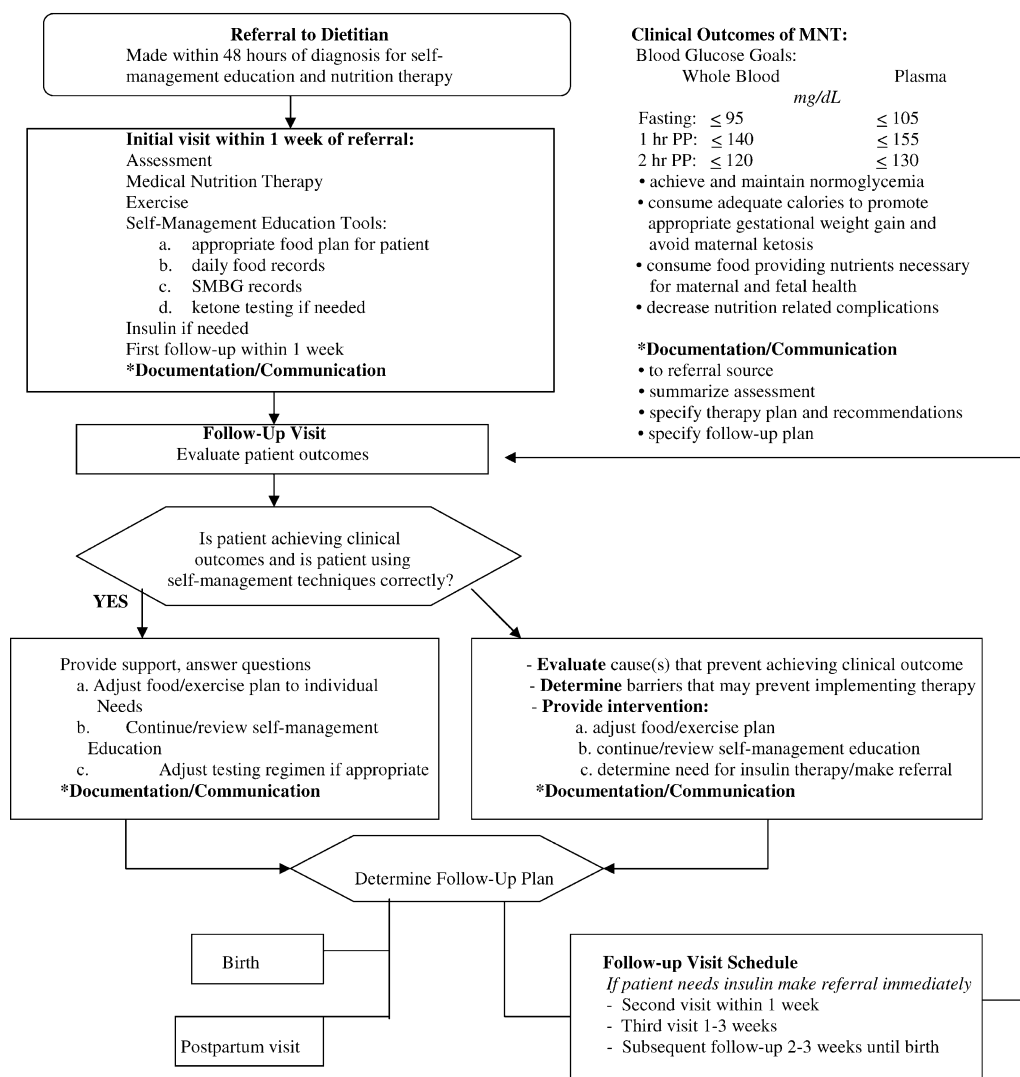 Referral to Dietitian
Made within 48 hours of diagnosis for self-
management education and nutrition therapy
Initial visit within 1 week of referral:
Assessment
Medical Nutrition Therapy
Exercise
Self-Management Education Tools:
a. appropriate food plan for patient
b. daily food records
c. SMBG records
d. ketone testing if needed
Insulin if needed
First follow-up within 1 week
*Documentation/Communication
Clinical Outcomes of MNT:
Blood Glucose Goals:
Whole Blood Plasma
mg/dL
Fasting: ≤ 95 ≤ 105
1 hr PP: ≤ 140 ≤ 155
2 hr PP: ≤ 120 ≤ 130
• achieve and maintain normoglycemia
• consume adequate calories to promote
appropriate gestational weight gain and
avoid maternal ketosis
• consume food providing nutrients necessary
for maternal and fetal health
• decrease nutrition related complications
*Documentation/Communication
• to referral source
• summarize assessment
• specify therapy plan and recommendations
• specify follow-up plan
Follow-Up Visit
Evaluate patient outcomes
Is patient achieving clinical
outcomes and is patient using
self-management techniques correctly?
YES
Provide support, answer questions
a. Adjust food/exercise plan to individual
Needs
b. Continue/review self-management
Education
c. Adjust testing regimen if appropriate
*Documentation/Communication
- Evaluate cause(s) that prevent achieving clinical outcome
- Determine barriers that may prevent implementing therapy
- Provide intervention:
a. adjust food/exercise plan
b. continue/review self-management education
c. determine need for insulin therapy/make referral
*Documentation/Communication
Determine Follow-Up Plan
Birth
Postpartum visit
Follow-up Visit Schedule
If patient needs insulin make referral immediately
- Second visit within 1 week
- Third visit 1-3 weeks
- Subsequent follow-up 2-3 weeks until birth